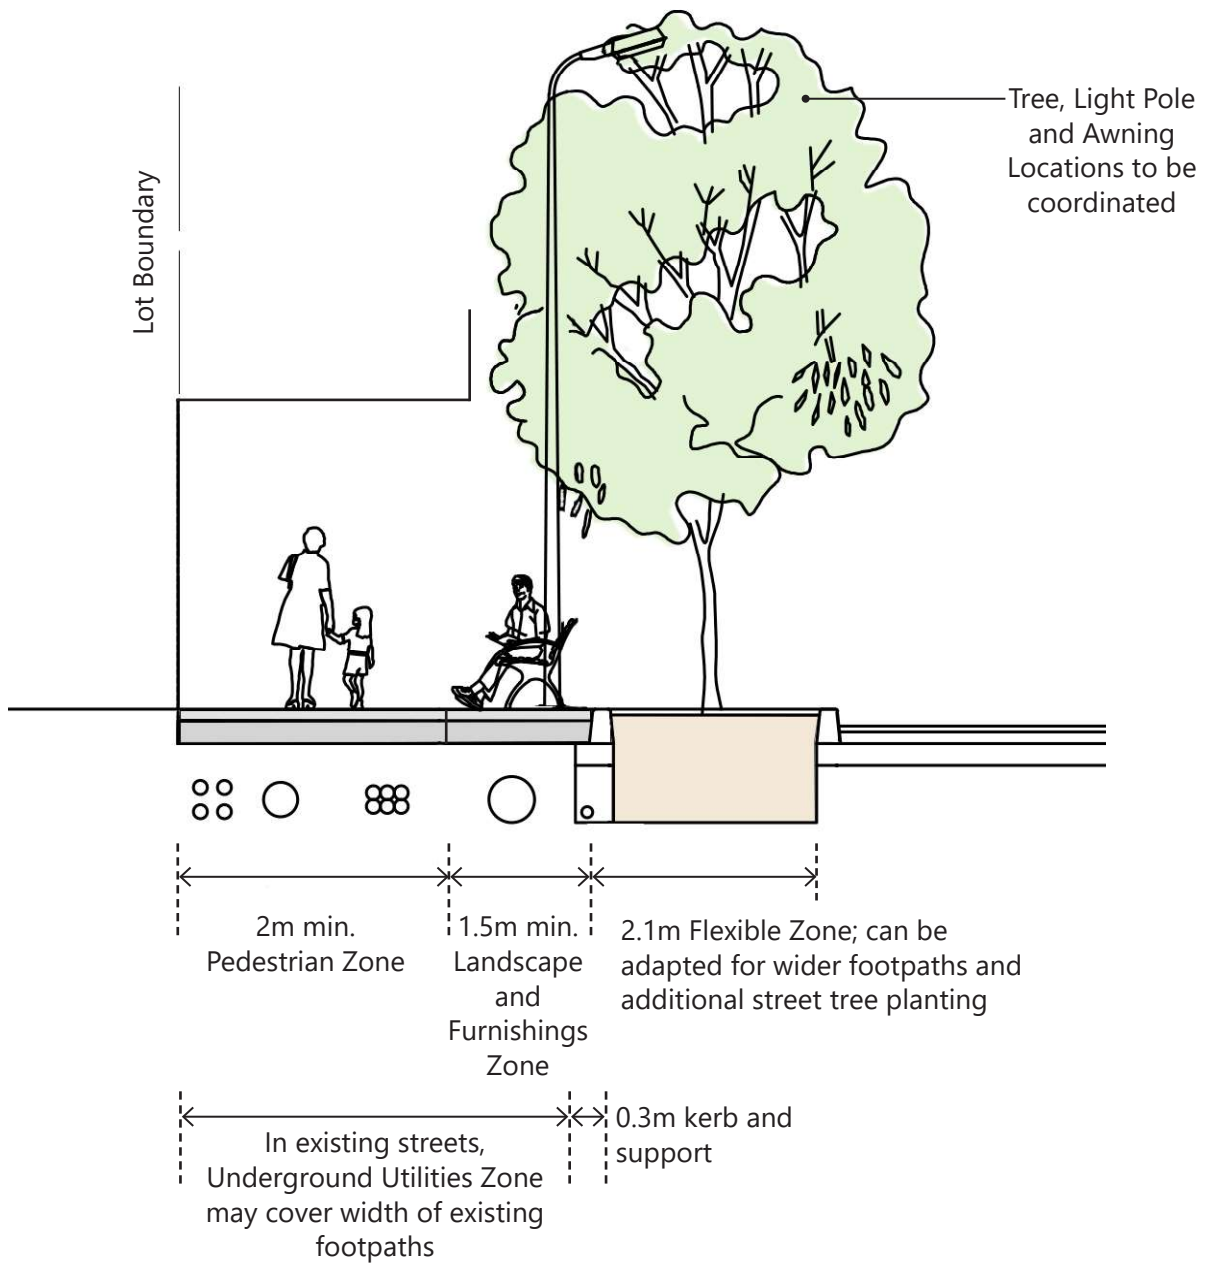 Tree, Light Pole
and Awning
Locations to be
coordinated
Lot Boundary
2m min.
Pedestrian Zone
1.5m min.
Landscape
and
Furnishings
Zone
2.1m Flexible Zone; can be
adapted for wider footpaths and
additional street tree planting
In existing streets,
Underground Utilities Zone
may cover width of existing
footpaths
0.3m kerb and
support